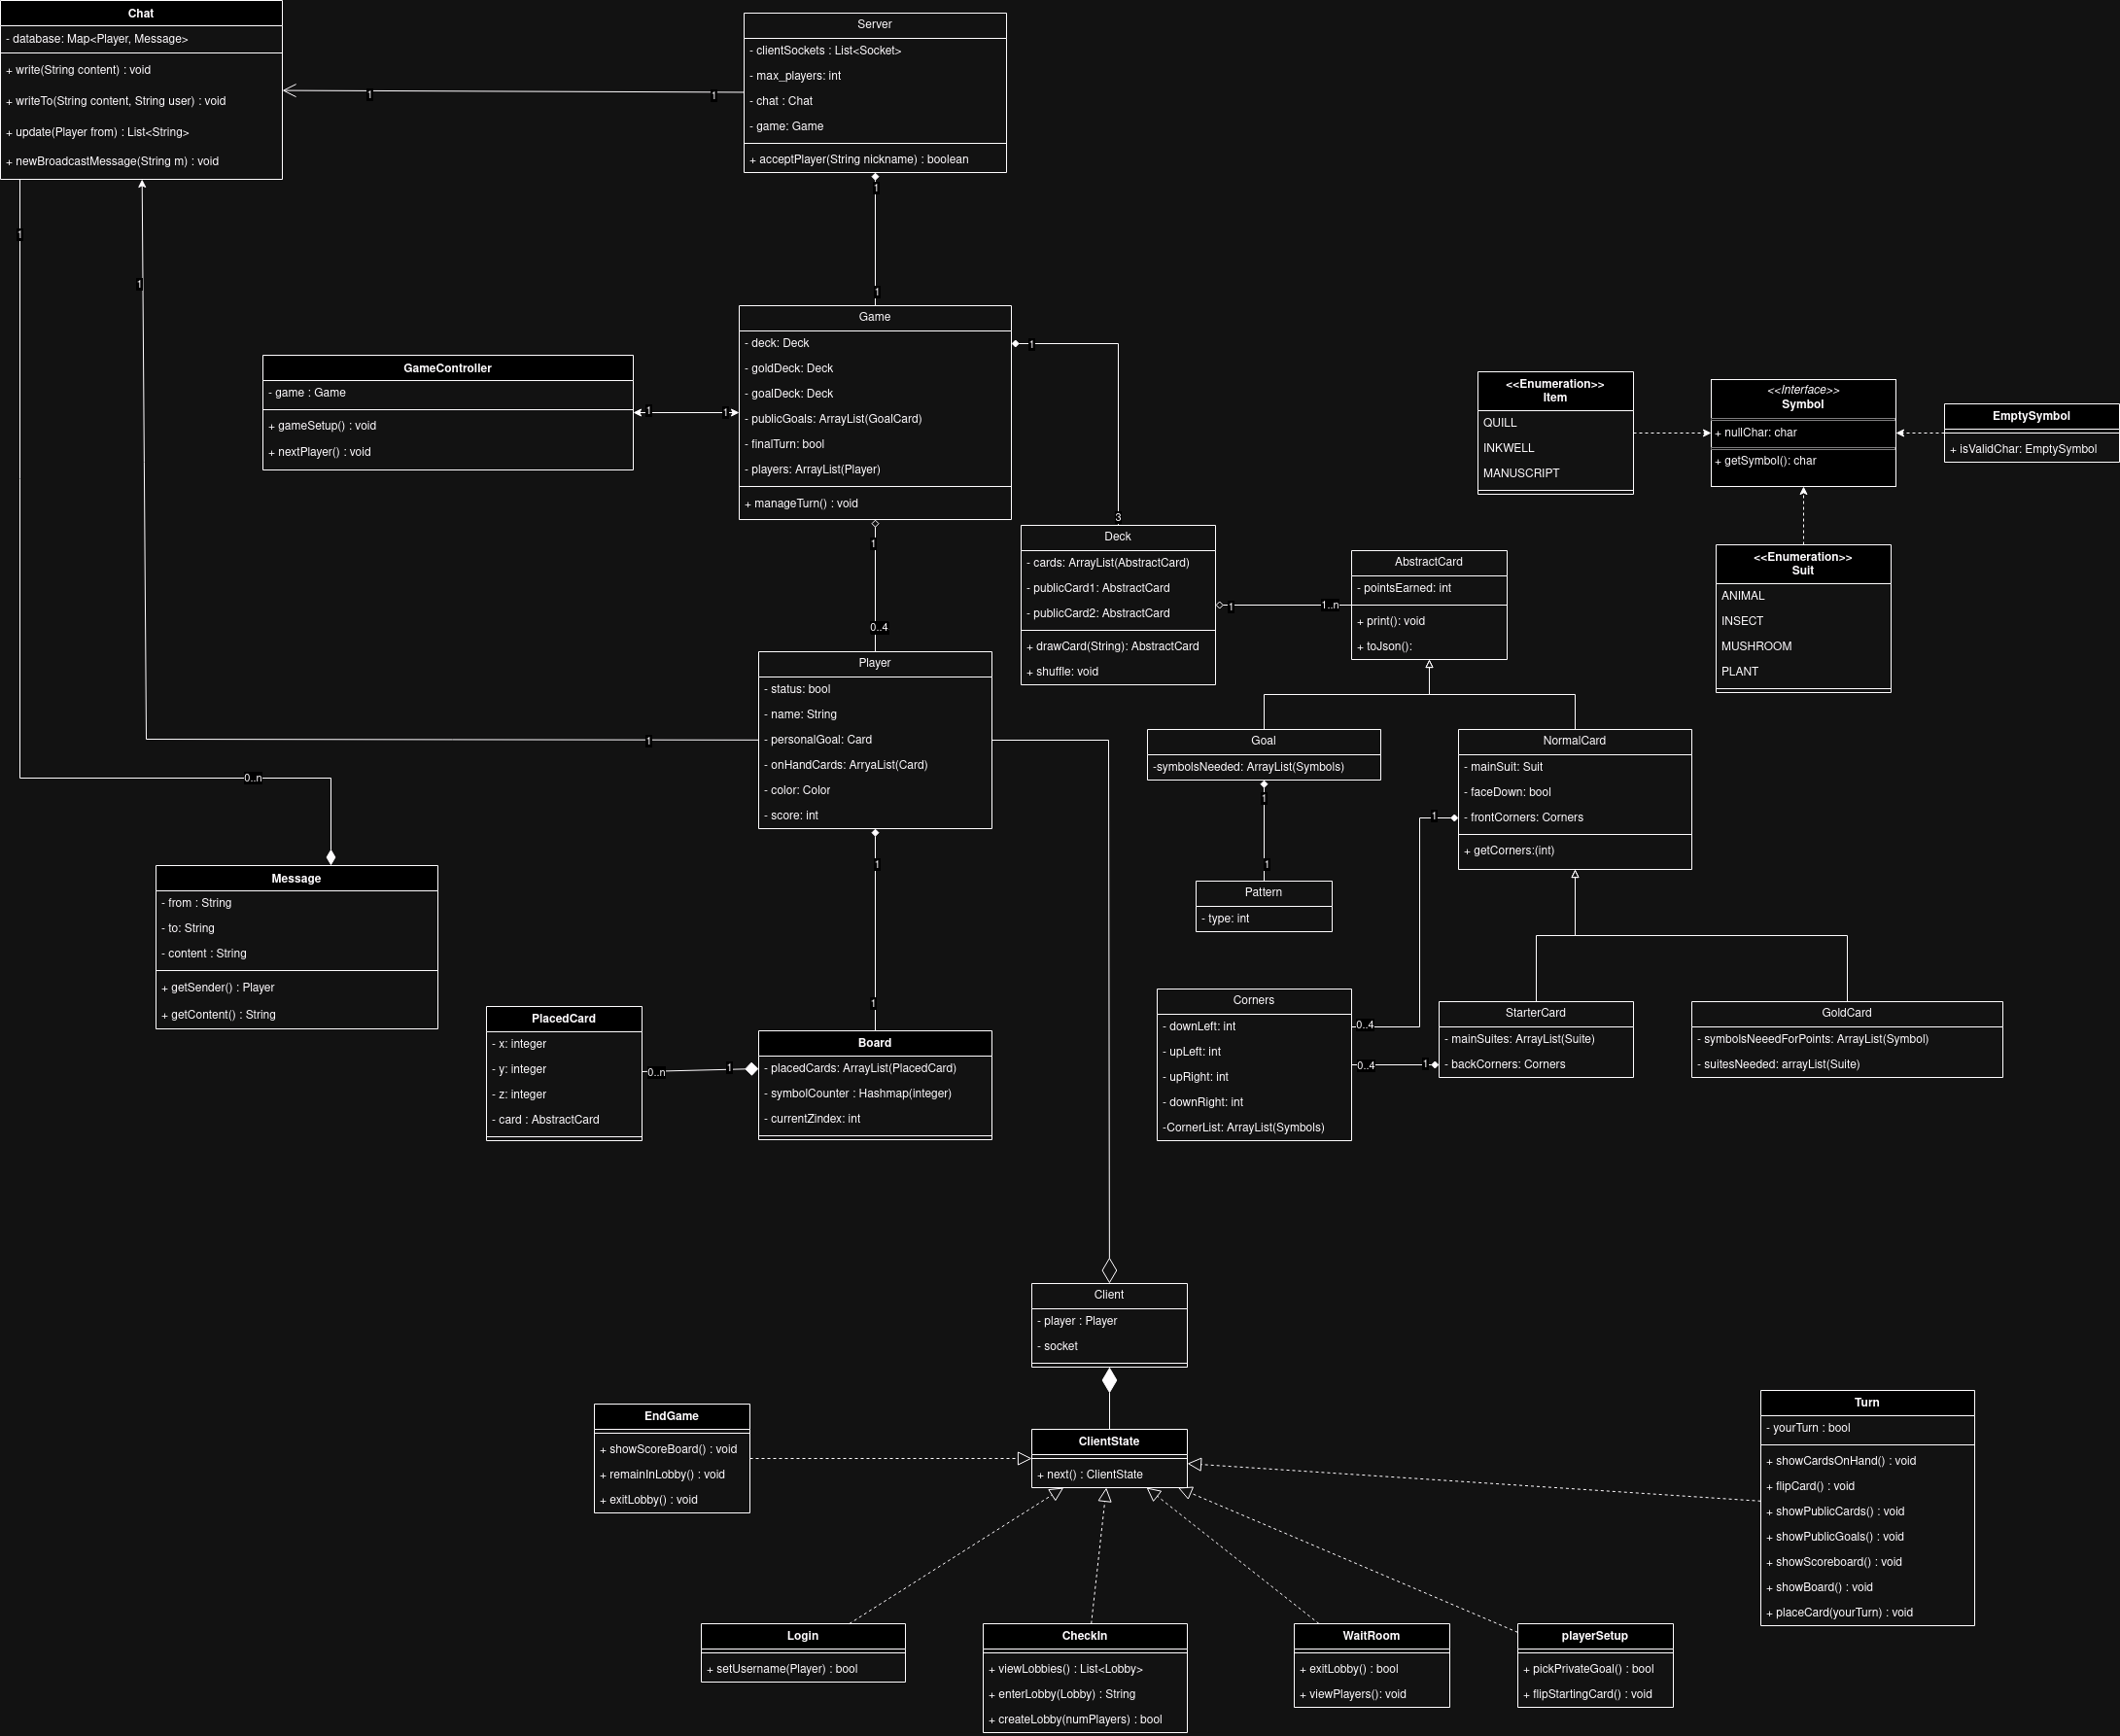 Chat
- database: Map<Player, Message>
+ write(String content) : void
+ writeTo(String content, String user) : void
+ update(Player from) : List<String>
+ newBroadcastMessage(String m) : void
Server
- clientSockets : List<Socket>
- max_players: int
- chat : Chat
- game: Game
+ acceptPlayer(String nickname) : boolean
1
1
1
1
1
1
Game
- deck: Deck
- goldDeck: Deck
- goalDeck: Deck
- publicGoals: ArrayList(GoalCard)
- finalTurn: bool
- players: ArrayList(Player)
+ manageTurn() : void
GameController
- game : Game
+ gameSetup() : void
+ nextPlayer() : void
1
1
1
3
1
0..4
<<Enumeration>>
Item
QUILL
INKWELL
MANUSCRIPT
<<Interface>>
Symbol
+ nullChar: char
+ getSymbol(): char
EmptySymbol
+ isValidChar: EmptySymbol
<<Enumeration>>
Suit
ANIMAL
INSECT
MUSHROOM
PLANT
Deck
- cards: ArrayList(AbstractCard)
- publicCard1: AbstractCard
- publicCard2: AbstractCard
+ drawCard(String): AbstractCard
+ shuffle: void
1
1..n
AbstractCard
- pointsEarned: int
+ print(): void
+ toJson():
Player
- status: bool
- name: String
- personalGoal: Card
- onHandCards: ArryaList(Card)
- color: Color
- score: int
1
0..n
Goal
-symbolsNeeded: ArrayList(Symbols)
1
1
Pattern
- type: int
NormalCard
- mainSuit: Suit
- faceDown: bool
- frontCorners: Corners
+ getCorners:(int)
1
0..4
0..4
1
Message
- from : String
- to: String
- content : String
+ getSender() : Player
+ getContent() : String
1
1
PlacedCard
- x: integer
- y: integer
- z: integer
- card : AbstractCard
0..n
1
Board
- placedCards: ArrayList(PlacedCard)
- symbolCounter : Hashmap(integer)
- currentZindex: int
Corners
- downLeft: int
- upLeft: int
- upRight: int
- downRight: int
-CornerList: ArrayList(Symbols)
StarterCard
- mainSuites: ArrayList(Suite)
- backCorners: Corners
GoldCard
- symbolsNeeedForPoints: ArrayList(Symbol)
- suitesNeeded: arrayList(Suite)
Client
- player : Player
- socket
EndGame
+ showScoreBoard() : void
+ remainInLobby() : void
+ exitLobby() : void
ClientState
+ next() : ClientState
Turn
- yourTurn : bool
+ showCardsOnHand() : void
+ flipCard() : void
+ showPublicCards() : void
+ showPublicGoals() : void
+ showScoreboard() : void
+ showBoard() : void
+ placeCard(yourTurn) : void
Login
+ setUsername(Player) : bool
CheckIn
+ viewLobbies() : List<Lobby>
+ enterLobby(Lobby) : String
+ createLobby(numPlayers) : bool
WaitRoom
+ exitLobby() : bool
+ viewPlayers(): void
playerSetup
+ pickPrivateGoal() : bool
+ flipStartingCard() : void